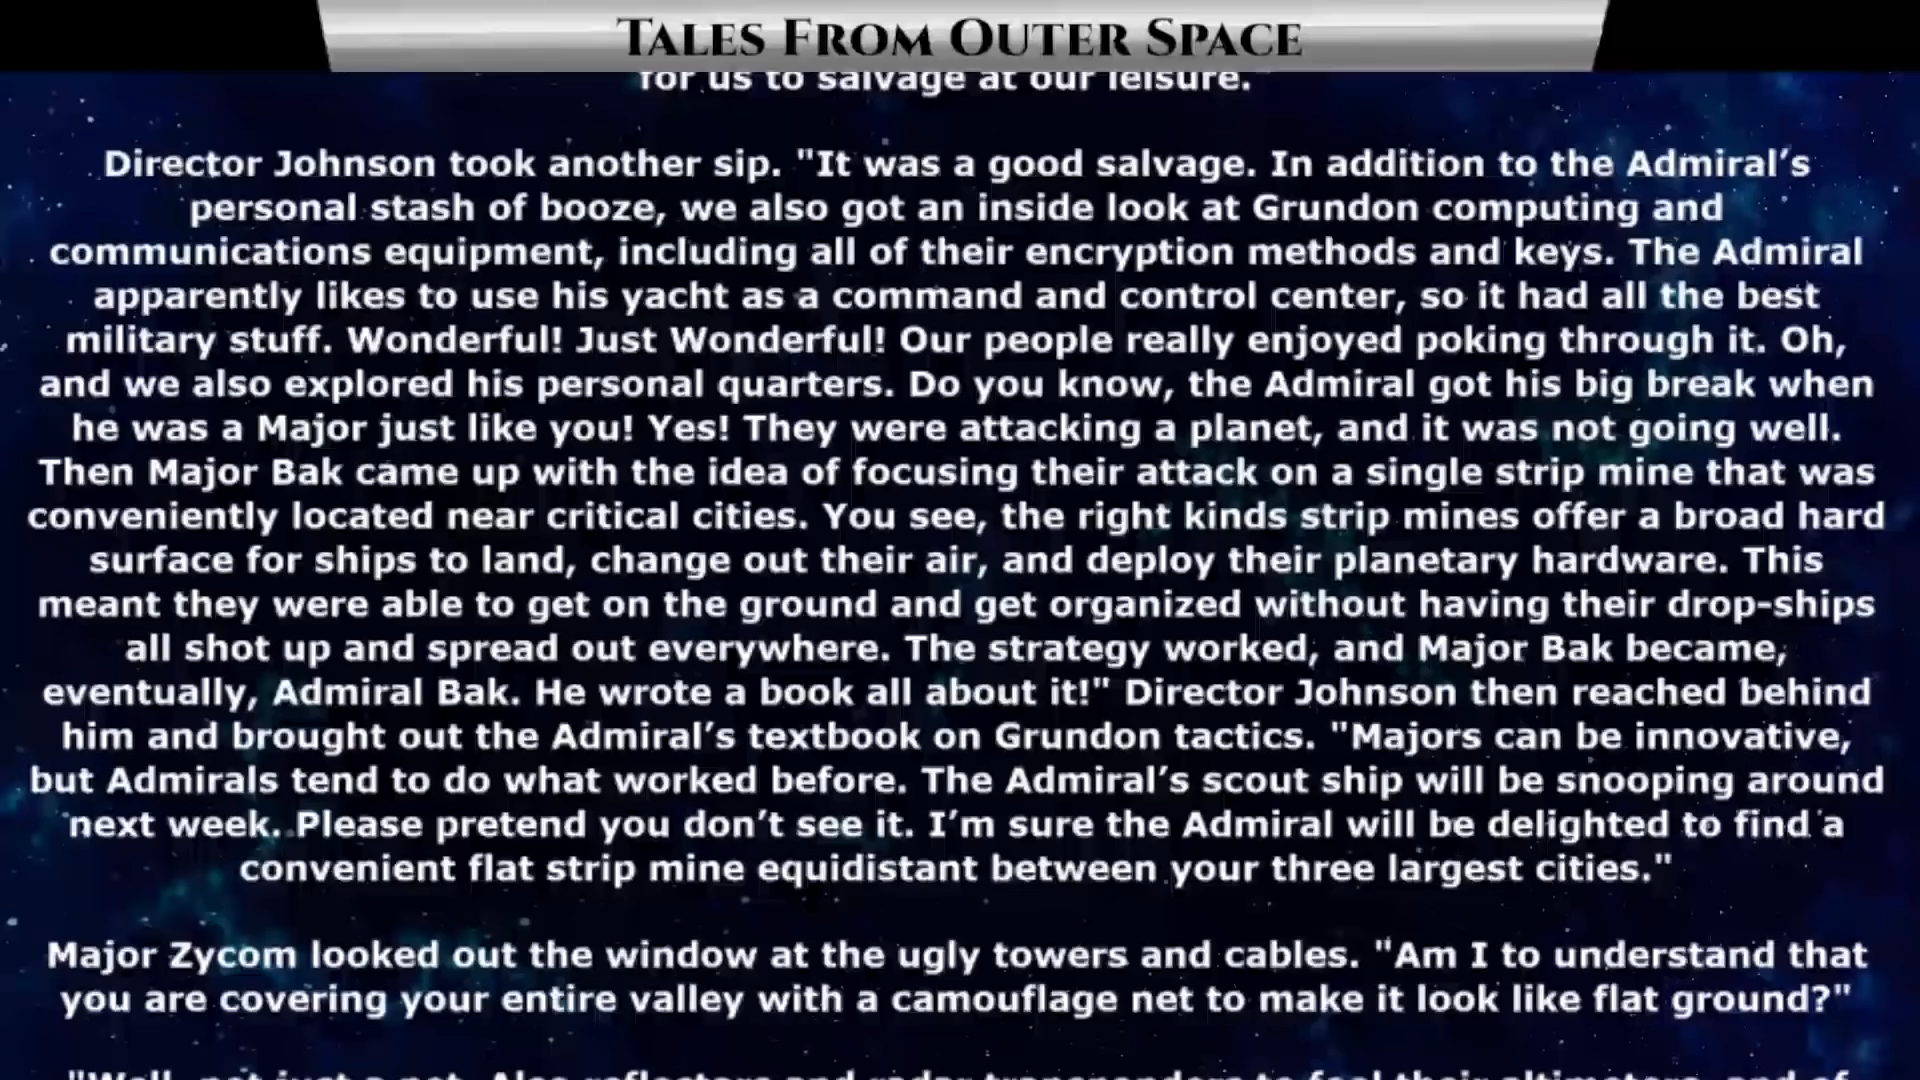 TALES FROM OUTER SPACE
for us to salvage at our leisure."
Director Johnson took another sip. "It was a good salvage. In addition to the Admiral’s
personal stash of booze, we also got an inside look at Grundon computing and
communications equipment, including all of their encryption methods and keys. The Admiral
apparently likes to use his yacht as a command and control center, so it had all the best
military stuff. Wonderful! Just Wonderful! Our people really enjoyed poking through it. Oh,
and we also explored his personal quarters. Do you know, the Admiral got his big break when
he was a Major just like you! Yes! They were attacking a planet, and it was not going well.
Then Major Bak came up with the idea of focusing their attack on a single strip mine that was
conveniently located near critical cities. You see, the right kinds strip mines offer a broad hard
surface for ships to land, change out their air, and deploy their planetary hardware. This
meant they were able to get on the ground and get organized without having their drop-ships
all shot up and spread out everywhere. The strategy worked, and Major Bak became,
eventually, Admiral Bak. He wrote a book all about it!" Director Johnson then reached behind
him and brought out the Admiral’s textbook on Grundon tactics. "Majors can be innovative,
but Admirals tend to do what worked before. The Admiral’s scout ship will be snooping around
next week. Please pretend you don’t see it. I’m sure the Admiral will be delighted to find a
convenient flat strip mine equidistant between your three largest cities."
Major Zycom looked out the window at the ugly towers and cables. "Am I to understand that
you are covering your entire valley with a camouflage net to make it look like flat ground?"
"Well, not just a net. Also reflectors and radar transponders to fool their altimeters, and of